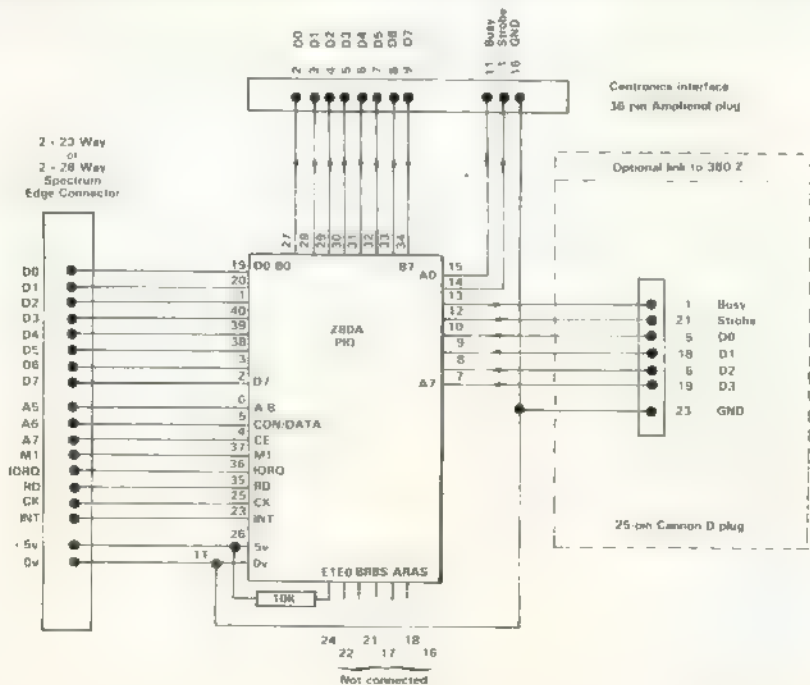 D0 D1 D2 D3 D4 D5 D6 D7 Busy Strobe GND
2 3 4 5 6 7 8 9 11 1 16
Centronics interface
36 pin Amphenol plug
2 - 23 Way
or
2 - 28 Way
Spectrum
Edge Connector
Optional link to 380 Z
27 28 29 30 31 32 33 34
D0 19 D0 B0 B7 A0 15
D1 20 14
D2 1 13 1 Busy
D3 40 12 21 Strobe
D4 39 Z80A 10 5 D0
D5 38 PIO 9 18 D1
D6 3 8 6 D2
D7 2 D7 A7 7 19 D3
A5 6 A B
A6 5 CON/DATA 23 GND
A7 4 CE
M1 37 M1
IORQ 36 IORQ
RD 35 RD
CK 25 CK
INT 23 INT
25-pin Cannon D plug
5v 26 5v
0v 11 0v
E1 E0 BRBS ARAS
10K
24 21 18
22 17 16
Not connected